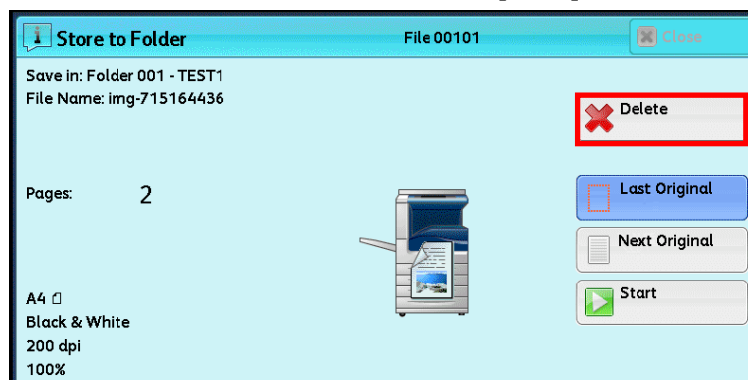 Store to Folder
File 00101
Close
Save in: Folder 001 - TEST1
File Name: img-715164436
Delete
Pages: 2
Last Original
Next Original
Start
A4
Black & White
200 dpi
100%